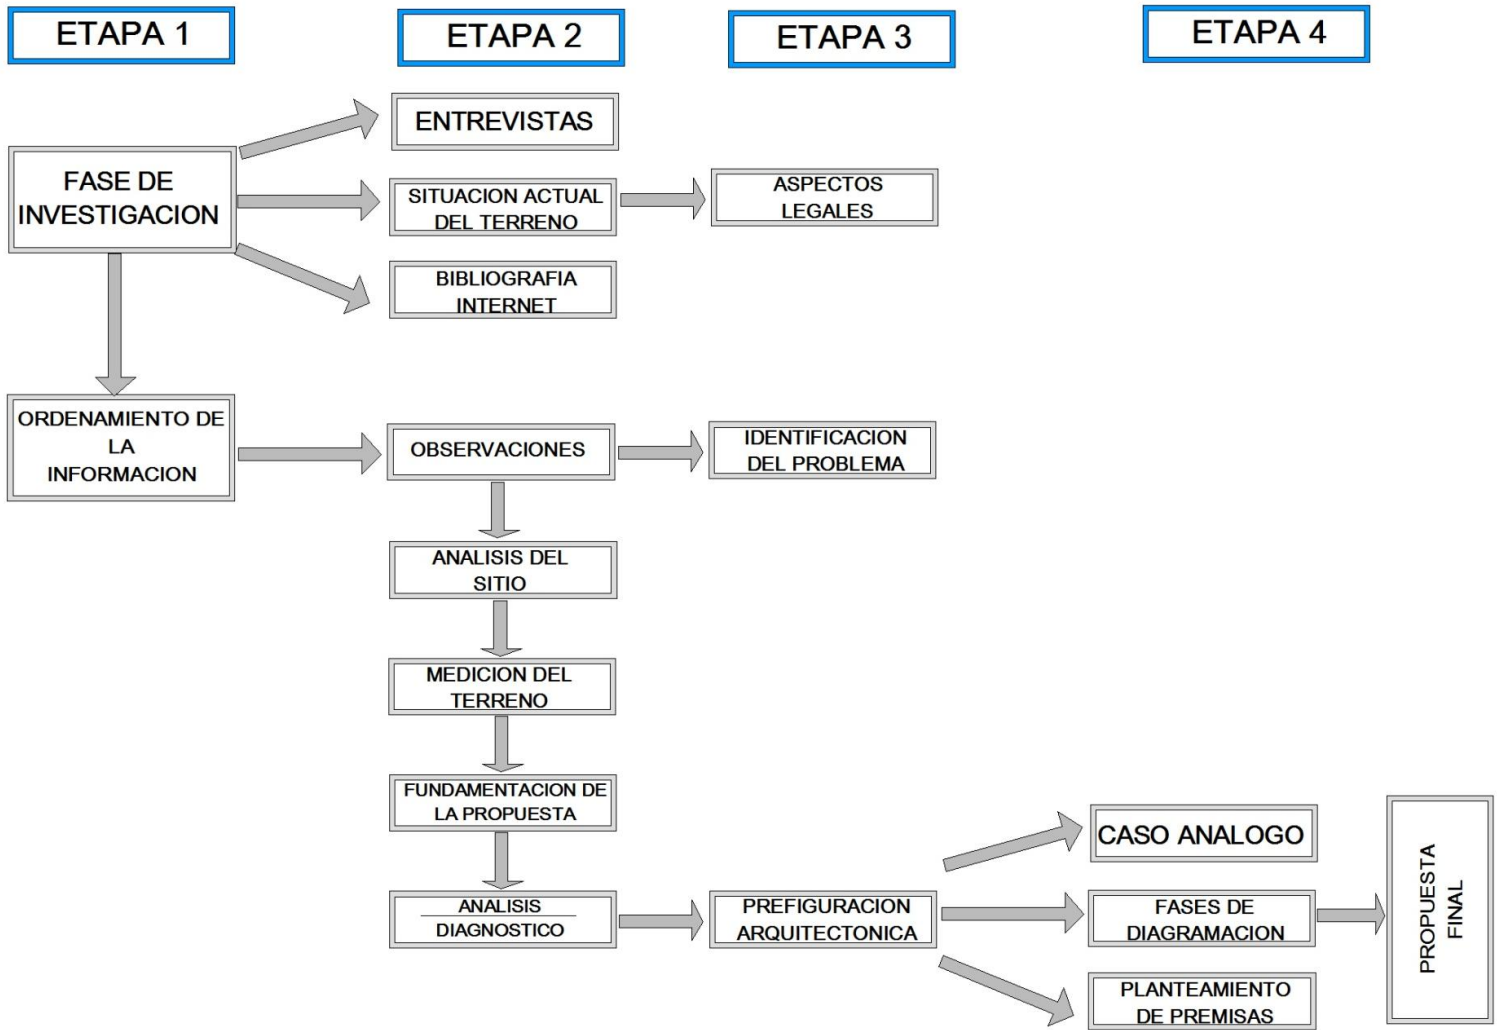 ETAPA 1
ETAPA 2
ETAPA 3
ETAPA 4
ENTREVISTAS
FASE DE
INVESTIGACION
SITUACION ACTUAL
DEL TERRENO
ASPECTOS
LEGALES
BIBLIOGRAFIA
INTERNET
ORDENAMIENTO DE
LA
INFORMACION
OBSERVACIONES
IDENTIFICACION
DEL PROBLEMA
ANALISIS DEL
SITIO
MEDICION DEL
TERRENO
FUNDAMENTACION DE
LA PROPUESTA
ANALISIS
DIAGNOSTICO
PREFIGURACION
ARQUITECTONICA
CASO ANALOGO
FASES DE
DIAGRAMACION
PLANTEAMIENTO
DE PREMISAS
PROPUESTA
FINAL